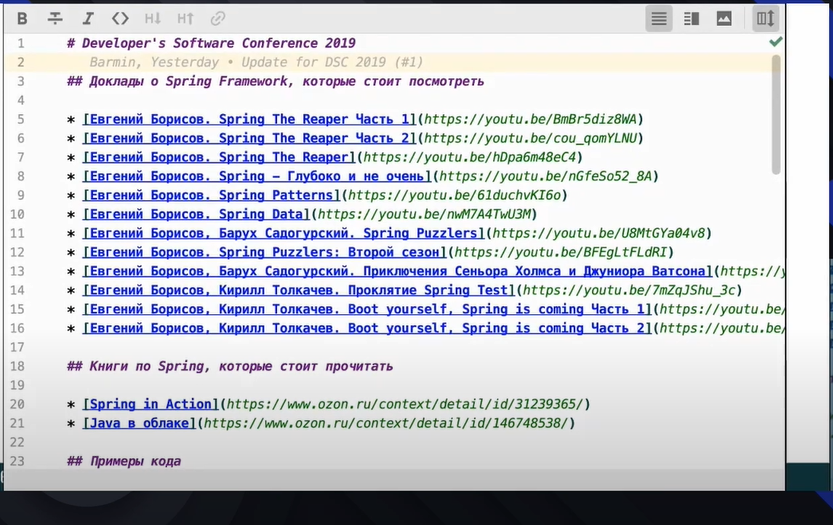 B I <> H↓ H↑
1 # Developer's Software Conference 2019
2 Barmin, Yesterday • Update for DSC 2019 (#1)
3 ## Доклады о Spring Framework, которые стоит посмотреть
4
5 * [Евгений Борисов. Spring The Reaper Часть 1](https://youtu.be/BmBr5diz8WA)
6 * [Евгений Борисов. Spring The Reaper Часть 2](https://youtu.be/cou_qomYLNU)
7 * [Евгений Борисов. Spring The Reaper](https://youtu.be/hDpa6m48eC4)
8 * [Евгений Борисов. Spring – Глубоко и не очень](https://youtu.be/nGfeSo52_8A)
9 * [Евгений Борисов. Spring Patterns](https://youtu.be/61duchvKI6o)
10 * [Евгений Борисов. Spring Data](https://youtu.be/nwM7A4TwU3M)
11 * [Евгений Борисов, Барух Садогурский. Spring Puzzlers](https://youtu.be/U8MtGYa04v8)
12 * [Евгений Борисов. Spring Puzzlers: Второй сезон](https://youtu.be/BFEgLtFLdRI)
13 * [Евгений Борисов, Барух Садогурский. Приключения Сеньора Холмса и Джуниора Ватсона](https://y
14 * [Евгений Борисов, Кирилл Толкачев. Проклятие Spring Test](https://youtu.be/7mZqJShu_3c)
15 * [Евгений Борисов, Кирилл Толкачев. Boot yourself, Spring is coming Часть 1](https://youtu.be/
16 * [Евгений Борисов, Кирилл Толкачев. Boot yourself, Spring is coming Часть 2](https://youtu.be/
17
18 ## Книги по Spring, которые стоит прочитать
19
20 * [Spring in Action](https://www.ozon.ru/context/detail/id/31239365/)
21 * [Java в облаке](https://www.ozon.ru/context/detail/id/146748538/)
22
23 ## Примеры кода